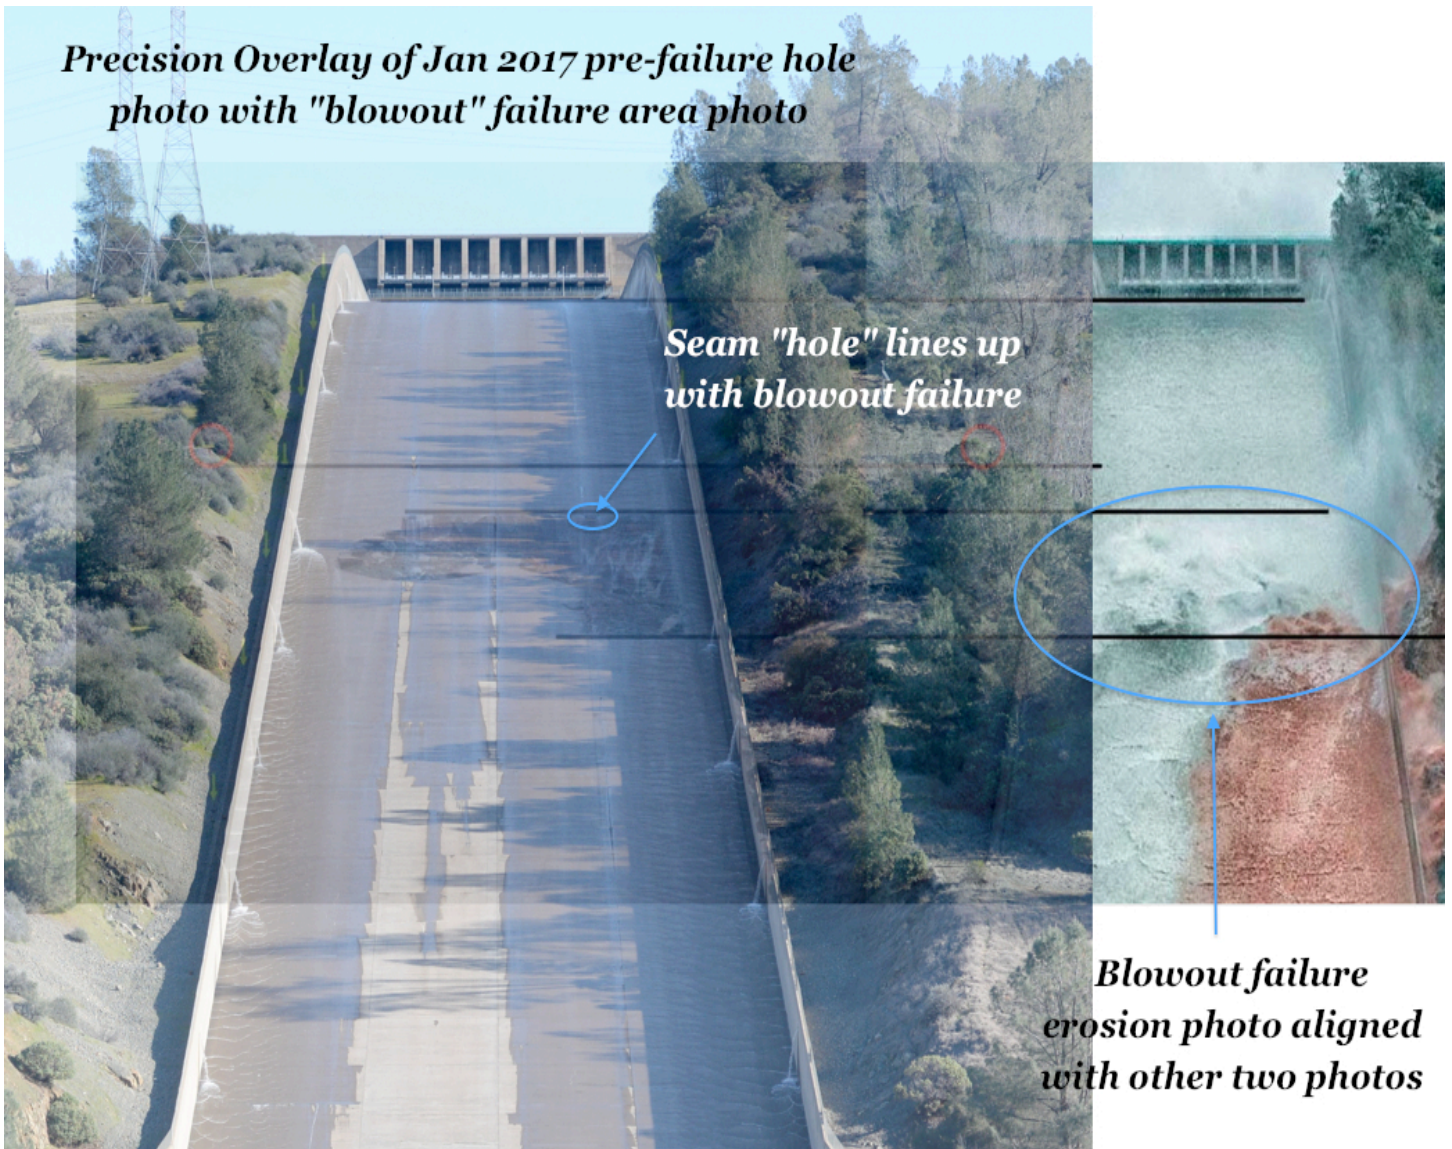 Precision Overlay of Jan 2017 pre-failure hole
photo with "blowout" failure area photo
Seam "hole" lines up
with blowout failure
Blowout failure
erosion photo aligned
with other two photos